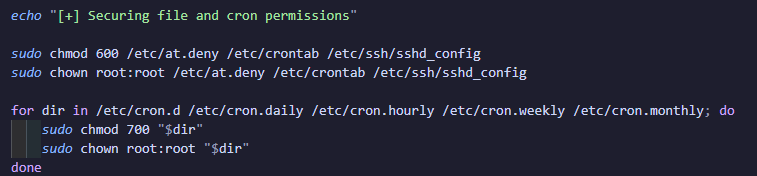 echo "[+] Securing file and cron permissions"
sudo chmod 600 /etc/at.deny /etc/crontab /etc/ssh/sshd_config
sudo chown root:root /etc/at.deny /etc/crontab /etc/ssh/sshd_config
for dir in /etc/cron.d /etc/cron.daily /etc/cron.hourly /etc/cron.weekly /etc/cron.monthly; do
    sudo chmod 700 "$dir"
    sudo chown root:root "$dir"
done